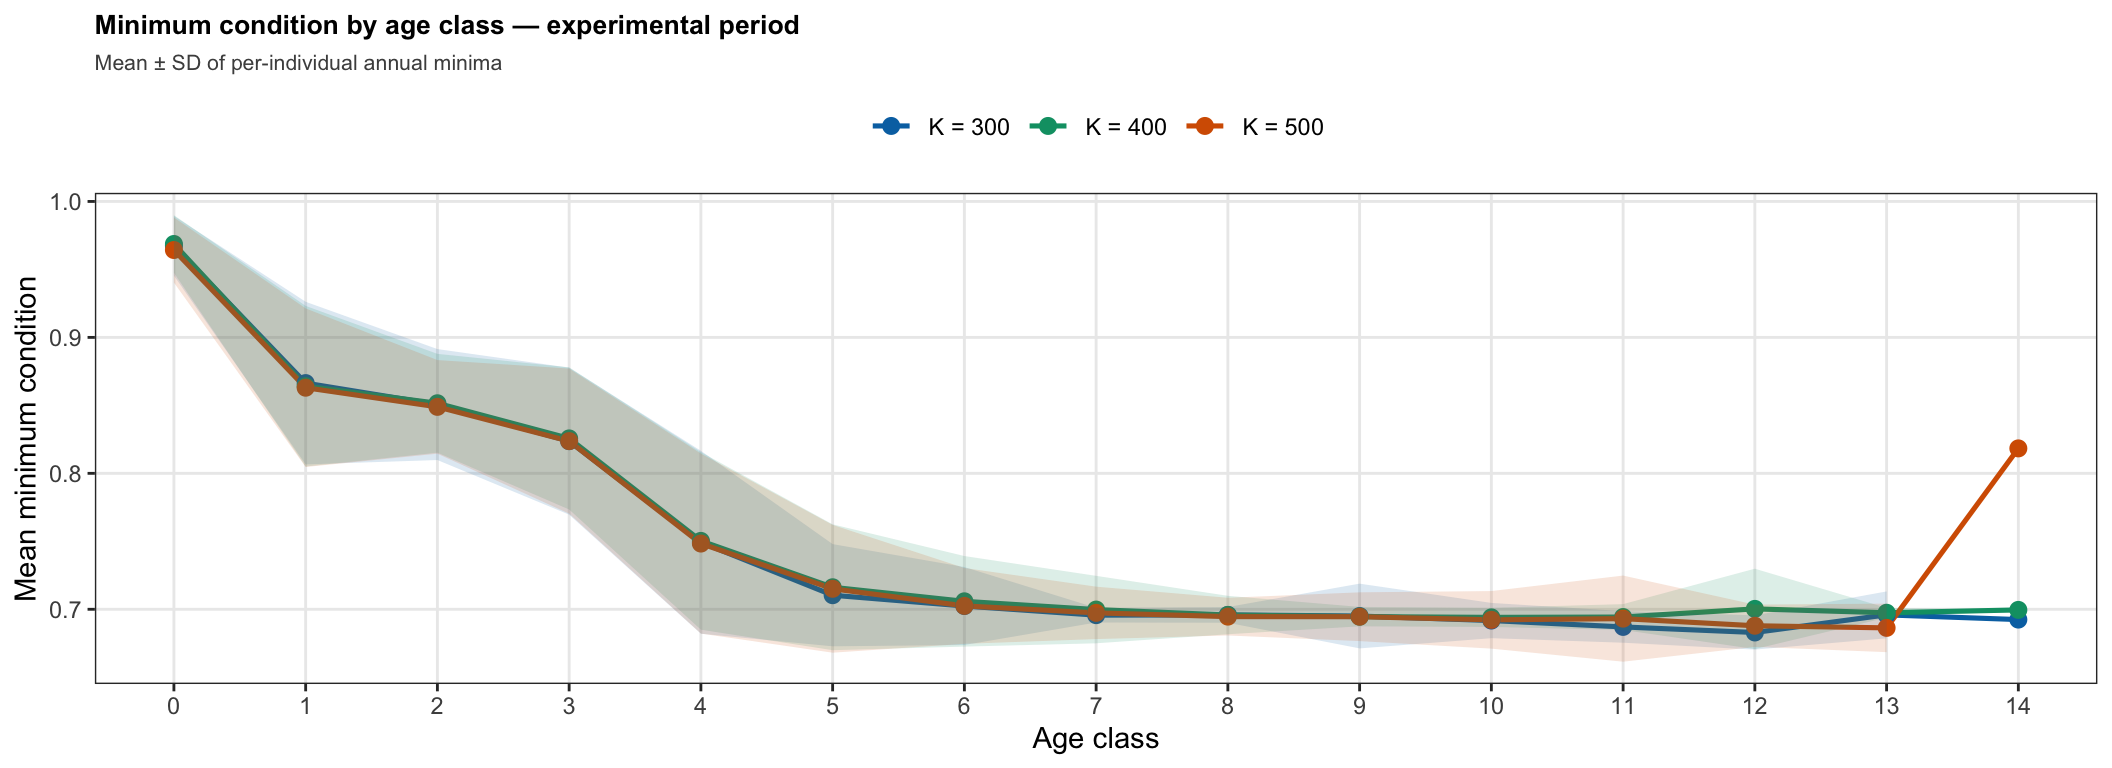 Minimum condition by age class — experimental period
Mean ± SD of per-individual annual minima
K = 300 K = 400 K = 500
Mean minimum condition
1.0
0.9
0.8
0.7
0 1 2 3 4 5 6 7 8 9 10 11 12 13 14
Age class